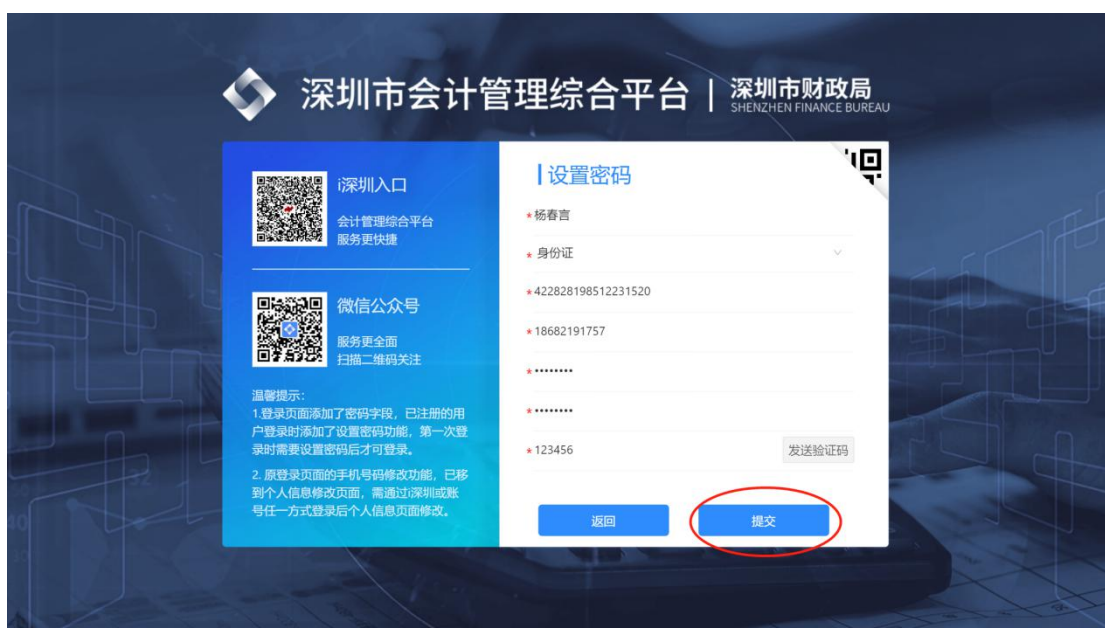 深圳市会计管理综合平台 | 深圳市财政局
SHENZHEN FINANCE BUREAU
i深圳入口
会计管理综合平台
服务更快捷
微信公众号
服务更全面
扫描二维码关注
温馨提示：
1.登录页面添加了密码字段，已注册的用
户登录时添加了设置密码功能，第一次登
录时需要设置密码后才可登录。
2. 原登录页面的手机号码修改功能，已移
到个人信息修改页面，需通过i深圳或账
号任一方式登录后个人信息页面修改。
设置密码
*杨春言
* 身份证
*422828198512231520
*18682191757
*••••••••
*••••••••
*123456 发送验证码
返回 提交